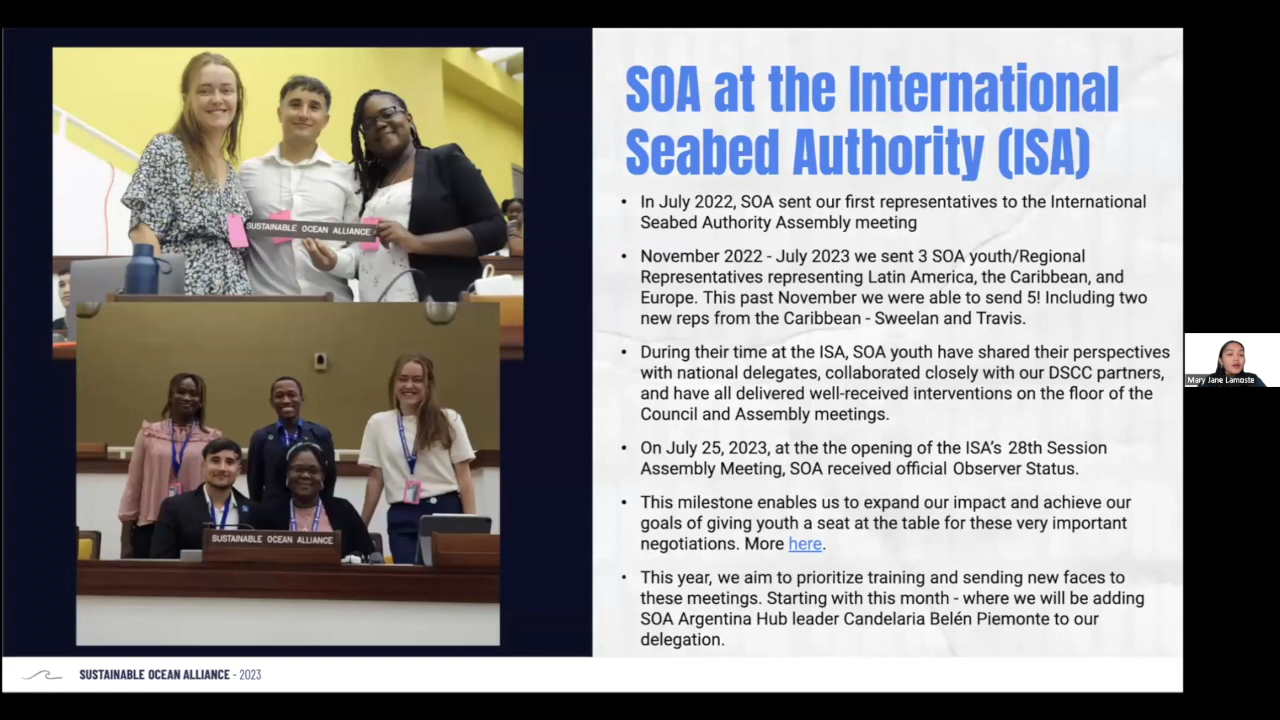 SOA at the International
Seabed Authority (ISA)
• In July 2022, SOA sent our first representatives to the International
Seabed Authority Assembly meeting
• November 2022 - July 2023 we sent 3 SOA youth/Regional
Representatives representing Latin America, the Caribbean, and
Europe. This past November we were able to send 5! Including two
new reps from the Caribbean - Sweelan and Travis.
• During their time at the ISA, SOA youth have shared their perspectives
with national delegates, collaborated closely with our DSCC partners,
and have all delivered well-received interventions on the floor of the
Council and Assembly meetings.
• On July 25, 2023, at the the opening of the ISA’s 28th Session
Assembly Meeting, SOA received official Observer Status.
• This milestone enables us to expand our impact and achieve our
goals of giving youth a seat at the table for these very important
negotiations. More here.
• This year, we aim to prioritize training and sending new faces to
these meetings. Starting with this month - where we will be adding
SOA Argentina Hub leader Candelaria Belén Piemonte to our
delegation.
SUSTAINABLE OCEAN ALLIANCE
SUSTAINABLE OCEAN ALLIANCE
SUSTAINABLE OCEAN ALLIANCE - 2023
Mary Jane Lamoste